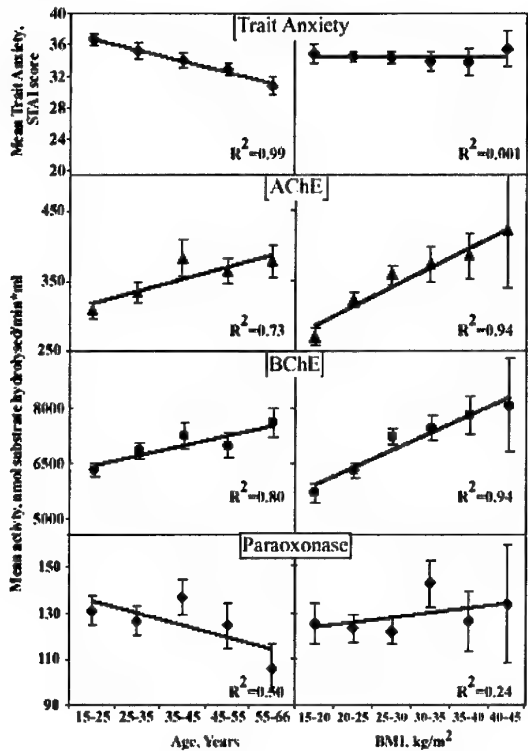 Trait Anxiety
Mean Trait Anxiety,
STAI score
36
32
28
24
20
R²=0.99
R²=0.001
AChE
450
350
250
R²=0.73
R²=0.94
BChE
8000
6500
5000
R²=0.80
R²=0.94
Mean activity, nmol substrate hydrolysed/min*ml
Paraoxonase
150
130
110
90
R²=0.50
R²=0.24
15-25 25-35 35-45 45-55 55-66
15-20 20-25 25-30 30-35 35-40 40-45
Age, Years
BMI, kg/m²